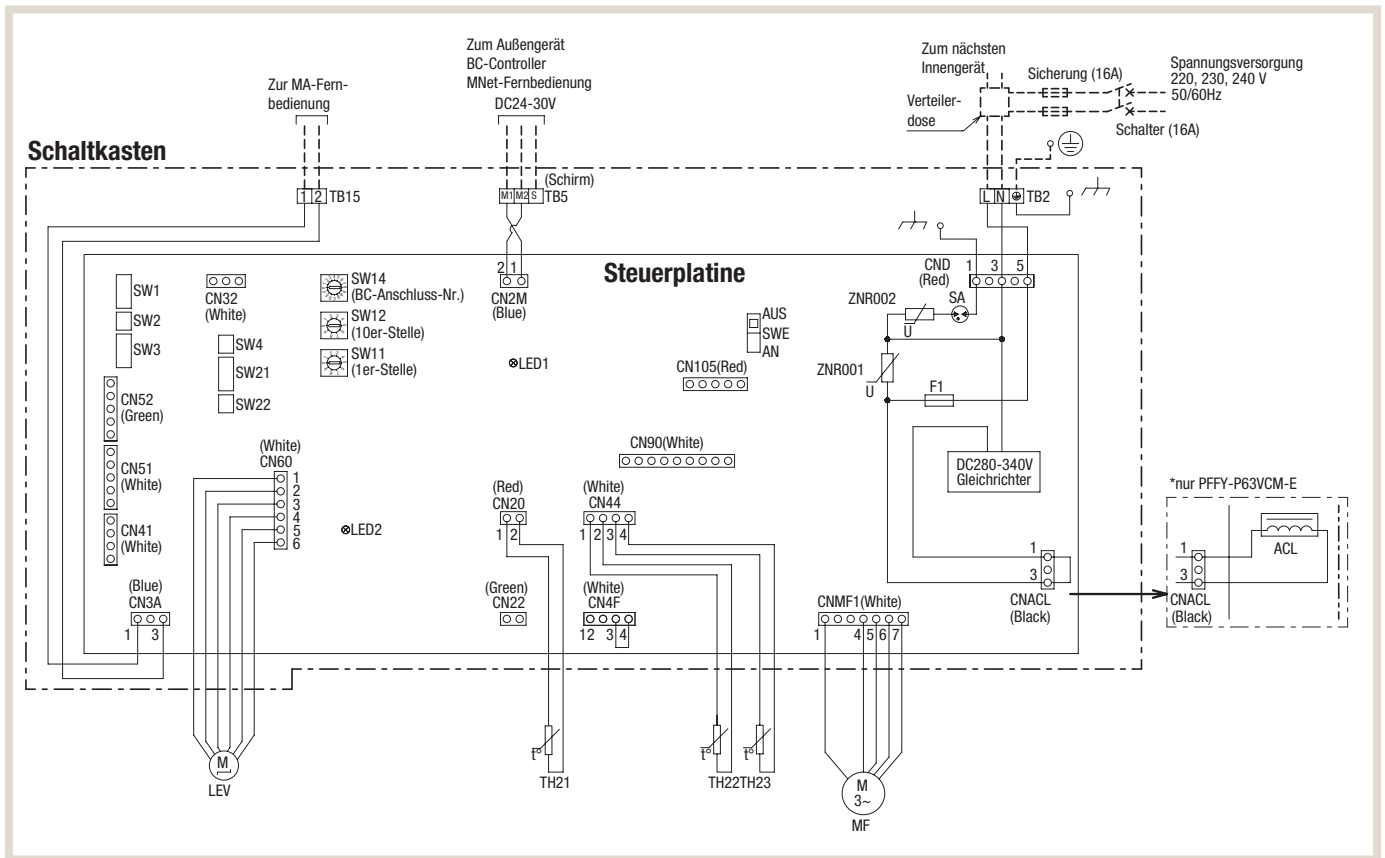 Zur MA-Fern-
bedienung
Zum Außengerät
BC-Controller
MNet-Fernbedienung
DC24-30V
Zum nächsten
Innengerät
Sicherung (16A)
Spannungsversorgung
220, 230, 240 V
50/60Hz
Verteiler-
dose
Schalter (16A)
Schaltkasten
1 2 TB15
(Schirm)
M1 M2 S TB5
L N TB2
Steuerplatine
SW1
SW2
SW3
CN32
(White)
SW14
(BC-Anschluss-Nr.)
SW12
(10er-Stelle)
SW11
(1er-Stelle)
SW4
SW21
SW22
2 1
CN2M
(Blue)
LED1
AUS
SWE
AN
CN105(Red)
CND
(Red)
1 3 5
ZNR002
SA
U
ZNR001
U
F1
CN52
(Green)
CN51
(White)
CN41
(White)
(White)
CN60
1
2
3
4
5
6
LED2
CN90(White)
DC280-340V
Gleichrichter
(Red)
CN20
1 2
(White)
CN44
1 2 3 4
(Green)
CN22
(White)
CN4F
12 3 4
(Blue)
CN3A
1 3
CNMF1(White)
1 4 5 6 7
1
3
CNACL
(Black)
*nur PFFY-P63VCM-E
1
3
ACL
CNACL
(Black)
M
LEV
t°
TH21
t°
t°
TH22TH23
M
3~
MF